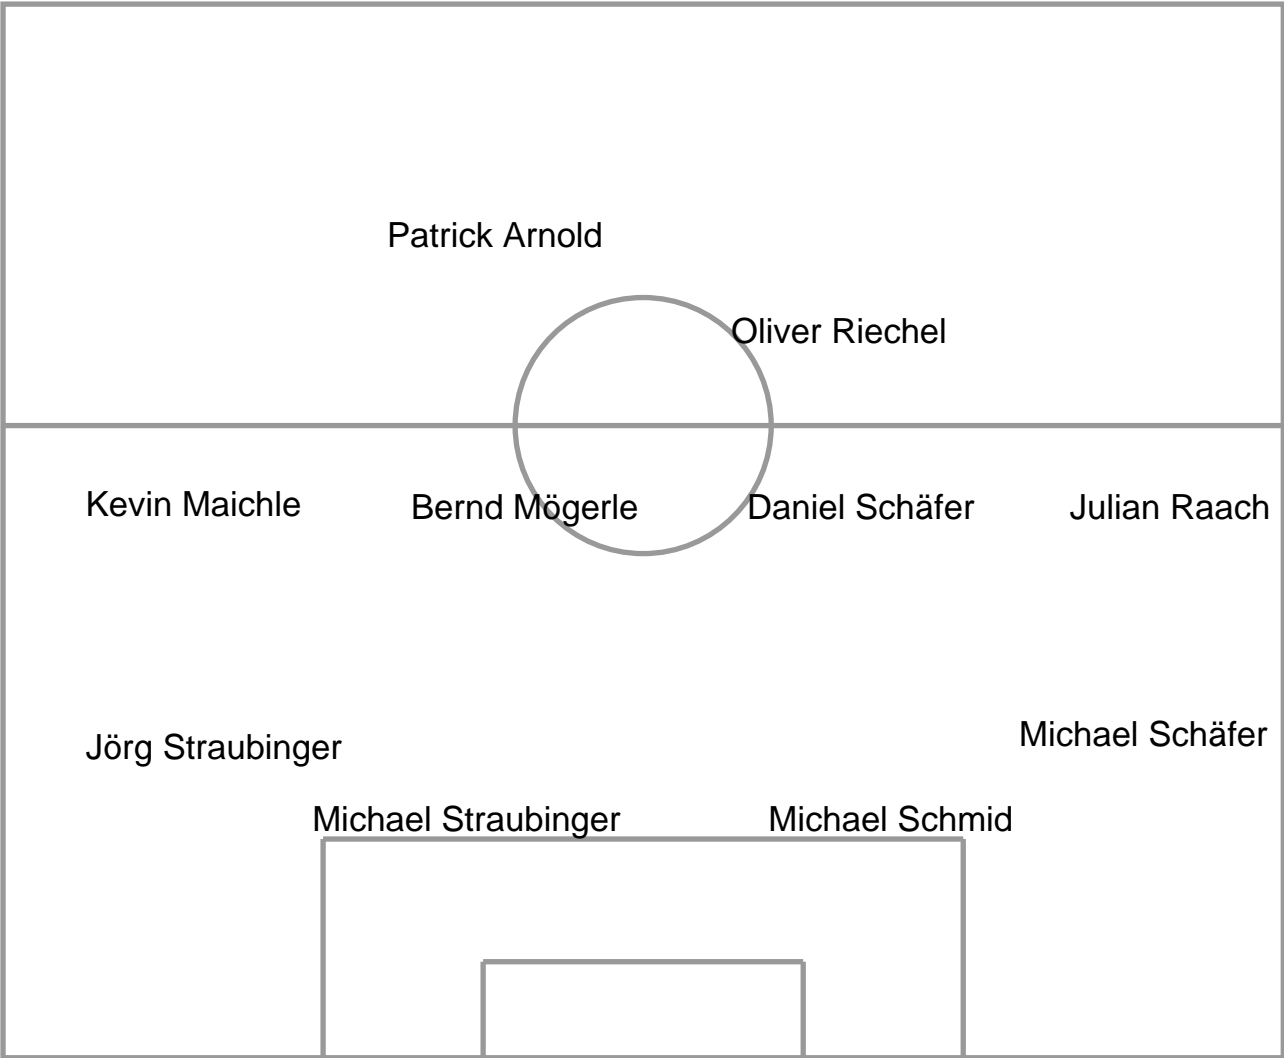 Patrick Arnold
Oliver Riechel
Kevin Maichle
Bernd Mögerle
Daniel Schäfer
Julian Raach
Michael Schäfer
Jörg Straubinger
Michael Straubinger
Michael Schmid